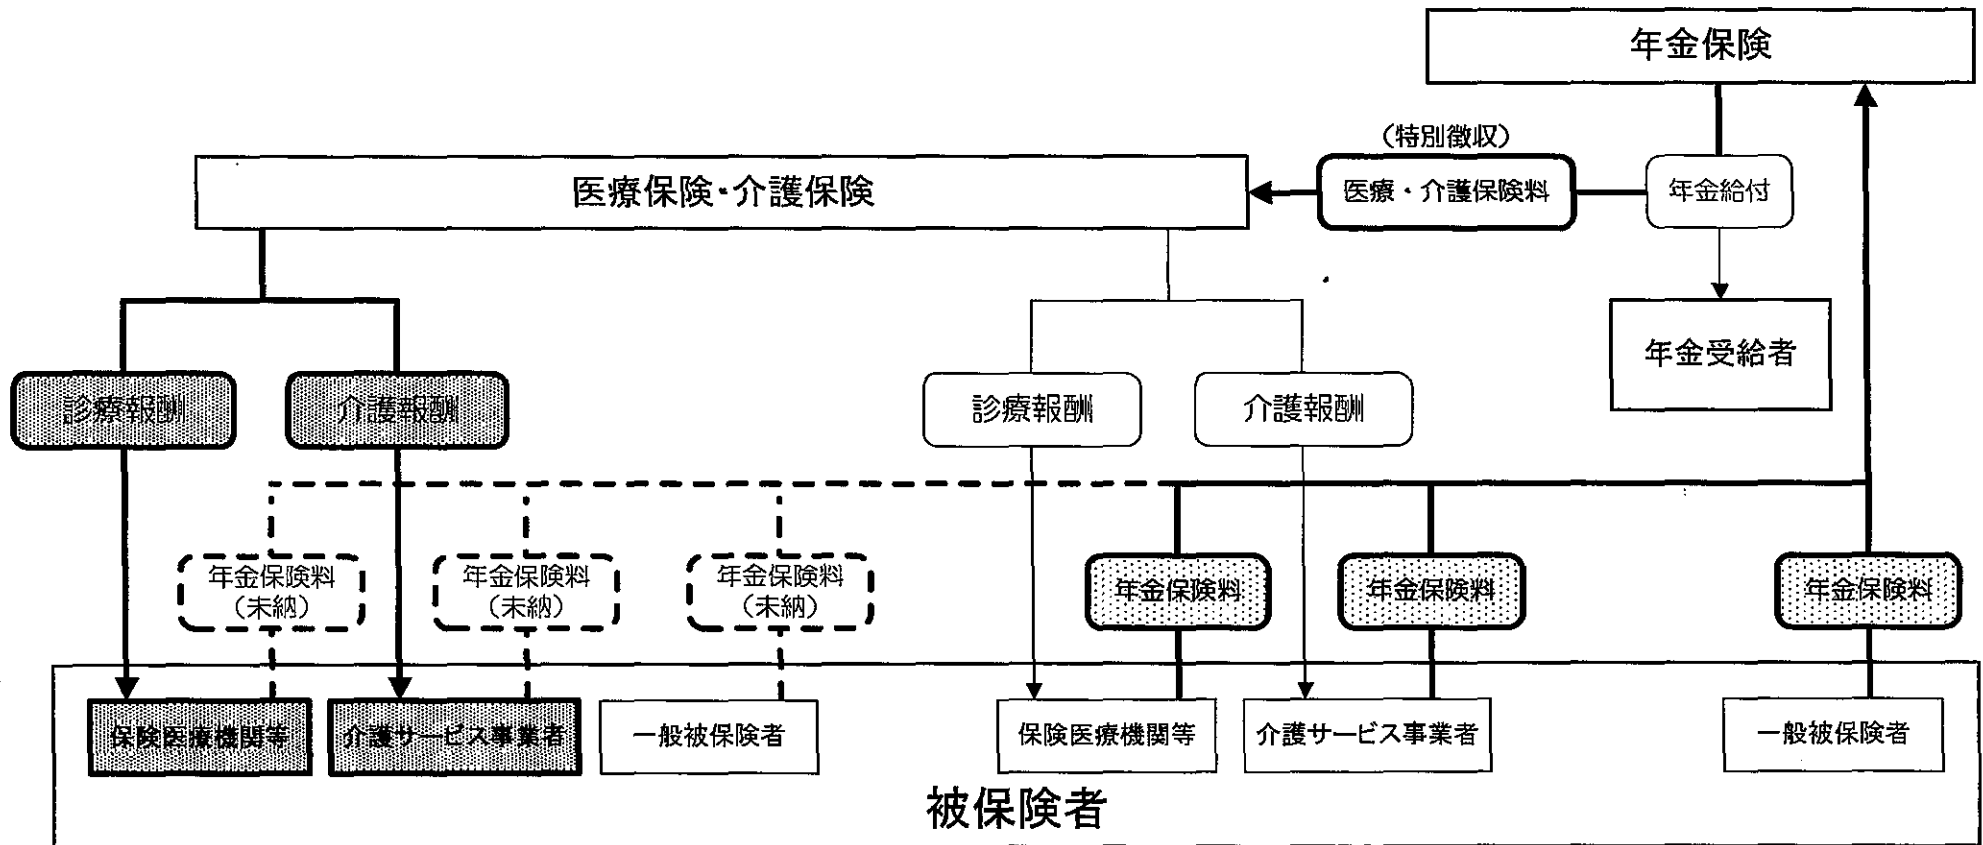 年金保険
（特別徴収）
医療保険・介護保険
医療・介護保険料
年金給付
年金受給者
診療報酬
介護報酬
診療報酬
介護報酬
年金保険料
（未納）
年金保険料
（未納）
年金保険料
（未納）
年金保険料
年金保険料
年金保険料
保険医療機関等
介護サービス事業者
一般被保険者
保険医療機関等
介護サービス事業者
一般被保険者
被保険者